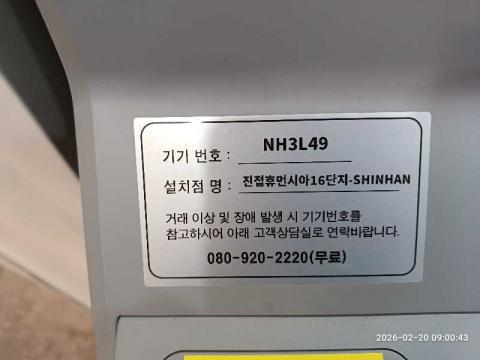 기기 번호 : NH3L49
설치점 명 : 진접휴먼시아16단지-SHINHAN
거래 이상 및 장애 발생 시 기기번호를
참고하시어 아래 고객상담실로 연락바랍니다.
080-920-2220(무료)
2026-02-20 09:00:43